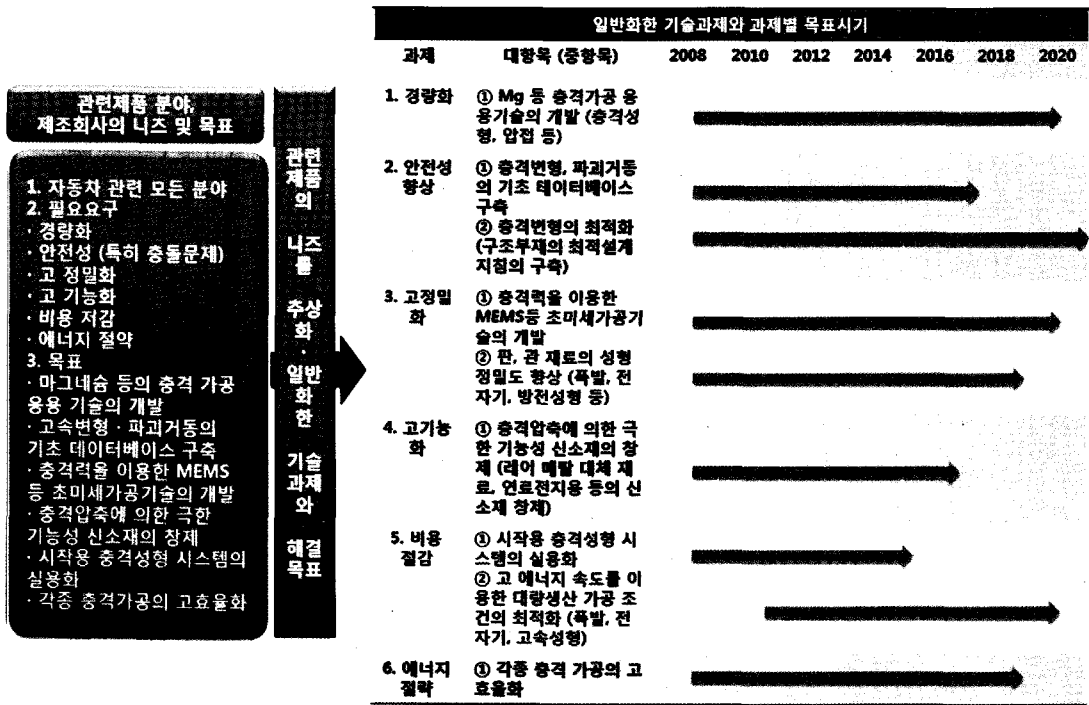 관련제품 분야,
제조회사의 니즈 및 목표
1. 자동차 관련 모든 분야
2. 필요요구
· 경량화
· 안전성 (특히 충돌문제)
· 고 정밀화
· 고 기능화
· 비용 저감
· 에너지 절약
3. 목표
· 마그네슘 등의 충격 가공
응용 기술의 개발
· 고속변형 · 파괴거동의
기초 데이터베이스 구축
· 충격력을 이용한 MEMS
등 초미세가공기술의 개발
· 충격압축에 의한 극한
기능성 신소재의 창제
· 시작용 충격성형 시스템의
실용화
· 각종 충격가공의 고효율화
관련
제품
의
니즈
를
추상
화
·
일반
화
한
기술
과제
와
해결
목표
일반화한 기술과제와 과제별 목표시기
과제 대항목 (중항목) 2008 2010 2012 2014 2016 2018 2020
1. 경량화 ① Mg 등 충격가공 응
용기술의 개발 (충격성
형, 압접 등)
2. 안전성 ① 충격변형, 파괴거동
향상 의 기초 테이터베이스
구축
② 충격변형의 최적화
(구조부재의 최적설계
지침의 구축)
3. 고정밀 ① 충격력을 이용한
화 MEMS등 초미세가공기
술의 개발
② 판, 관 재료의 성형
정밀도 향상 (폭발, 전
자기, 방전성형 등)
4. 고기능 ① 충격압축에 의한 극
화 한 기능성 신소재의 창
제 (레어 메탈 대체 재
료, 연료전지용 등의 신
소재 창제)
5. 비용 ① 시작용 충격성형 시
절감 스템의 실용화
② 고 에너지 속도를 이
용한 대량생산 가공 조
건의 최적화 (폭발, 전
자기, 고속성형)
6. 에너지 ① 각종 충격 가공의 고
절략 효율화